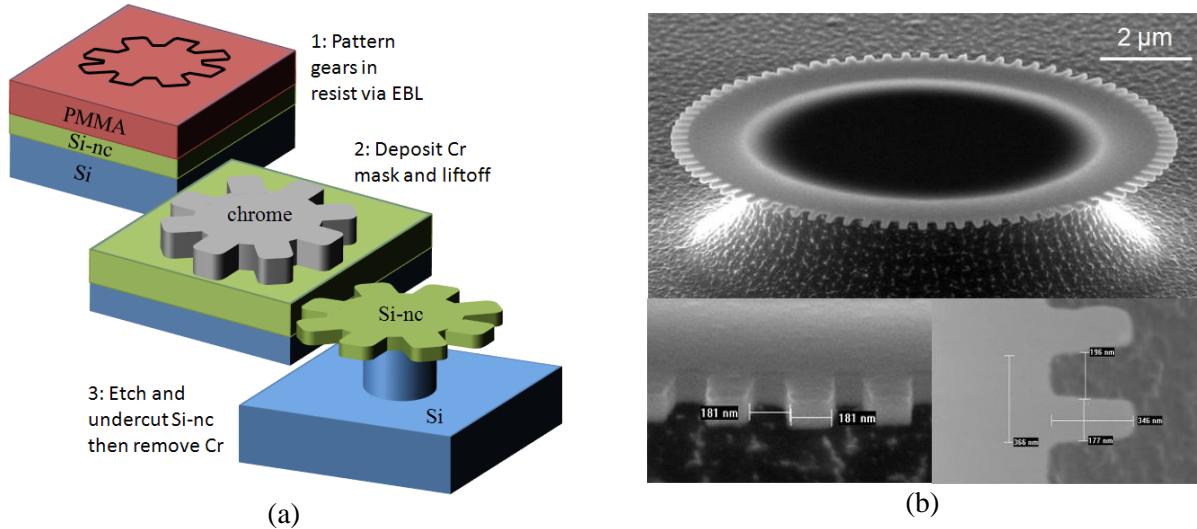 1: Pattern
gears in
resist via EBL
PMMA
Si-nc
Si
2: Deposit Cr
mask and liftoff
chrome
Si-nc
Si
3: Etch and
undercut Si-nc
then remove Cr
(a)
2 µm
181 nm
181 nm
196 nm
346 nm
366 nm
177 nm
(b)